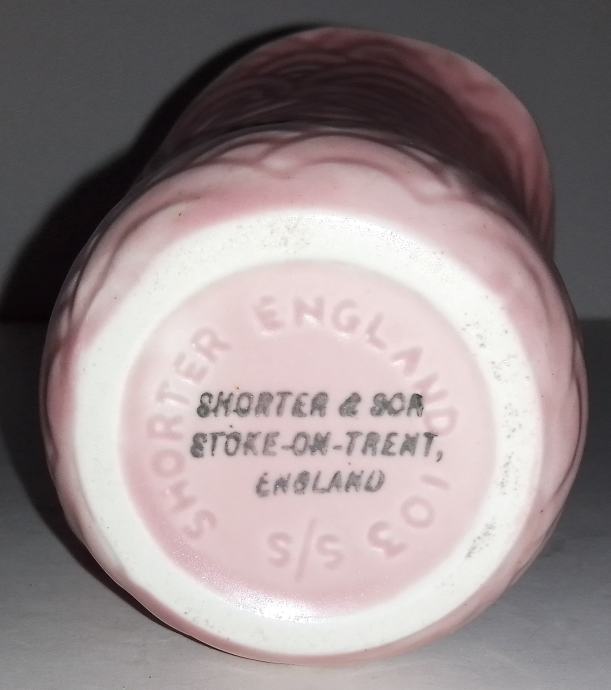 SHORTER ENGLAND 103 S/S
SHORTER & SON
STOKE-ON-TRENT,
ENGLAND